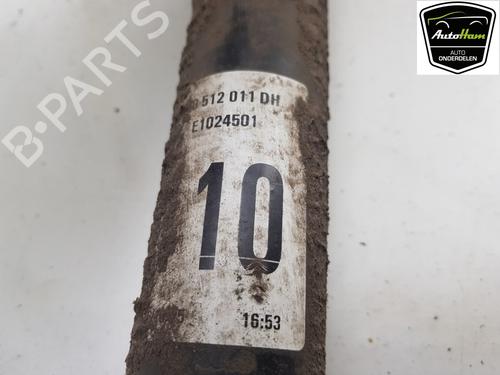 AutoHam
AUTO
ONDERDELEN
512 011 DH
E1024501
10
16:53
B-PARTS